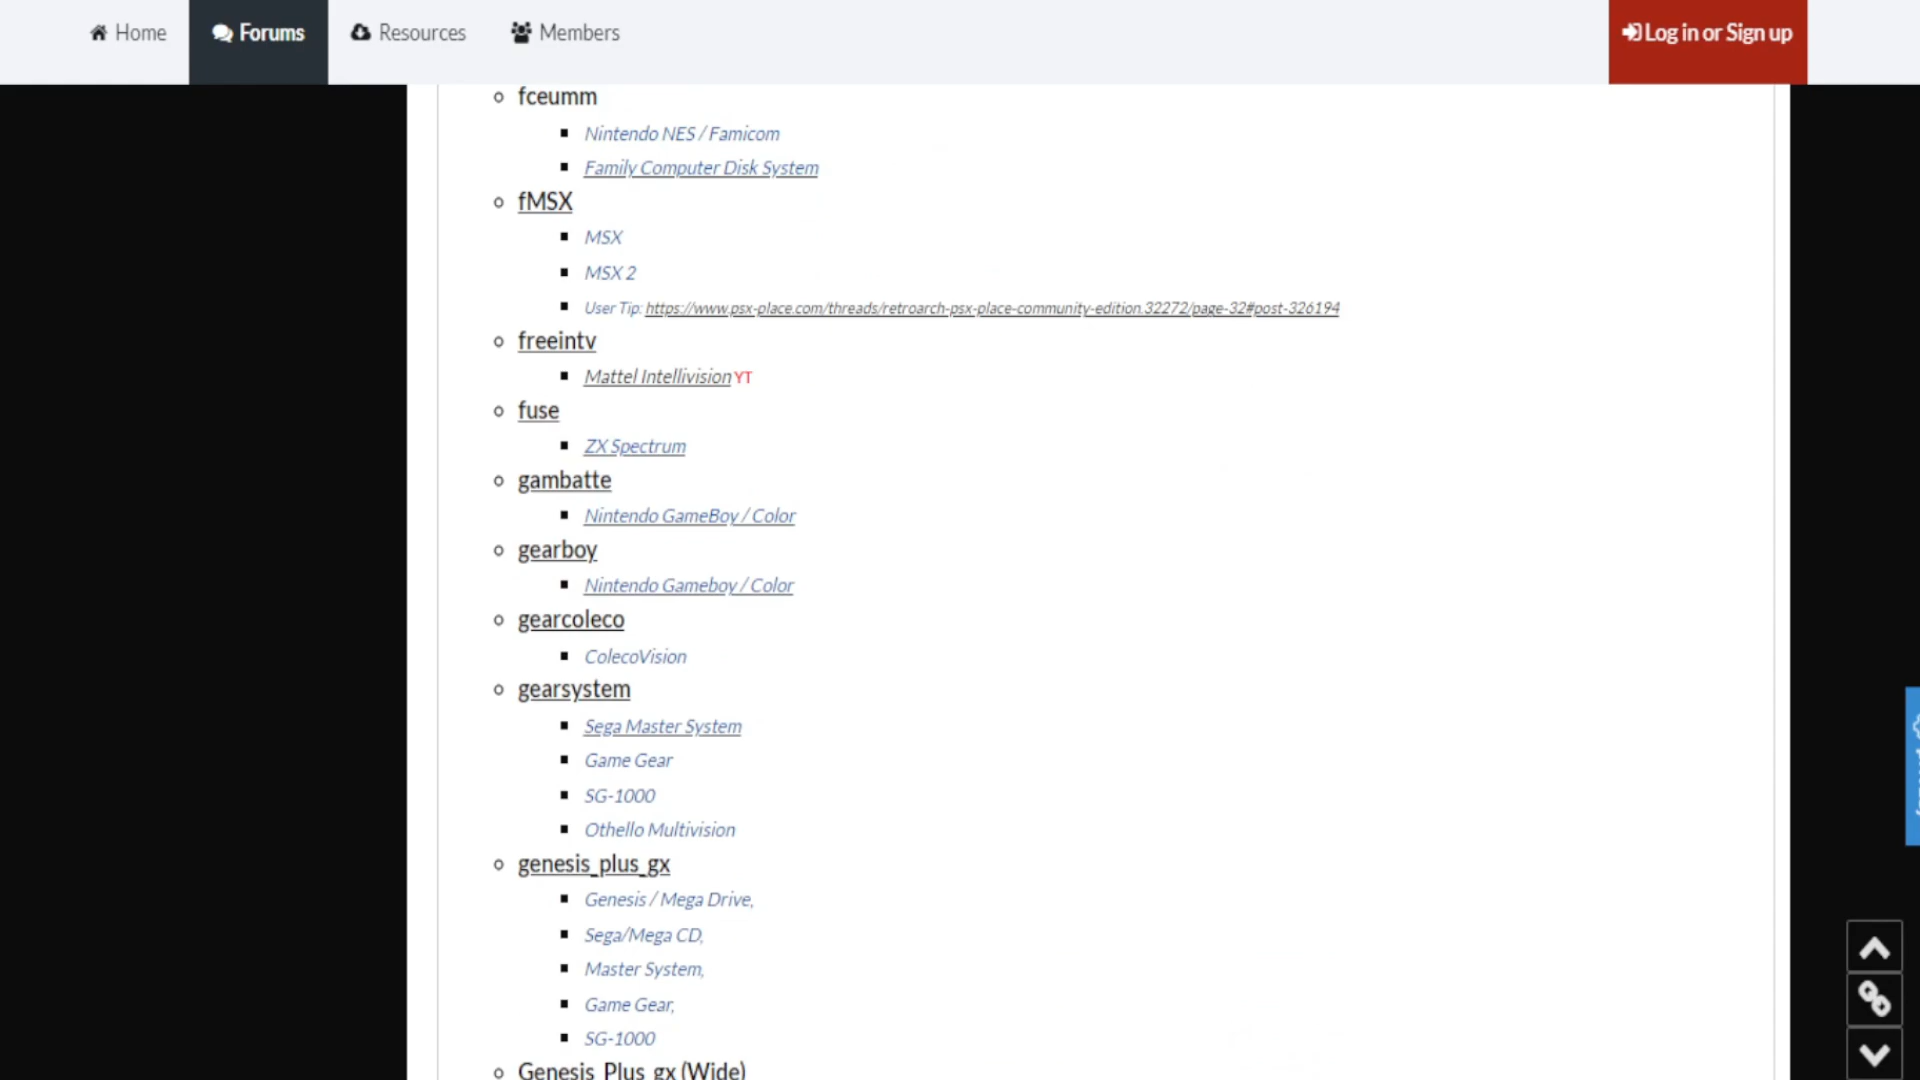 Home
Forums
Resources
Members
Log in or Sign up
fceumm
Nintendo NES / Famicom
Family Computer Disk System
fMSX
MSX
MSX 2
User Tip: https://www.psx-place.com/threads/retroarch-psx-place-community-edition.32272/page-32#post-326194
freeintv
Mattel Intellivision YT
fuse
ZX Spectrum
gambatte
Nintendo GameBoy / Color
gearboy
Nintendo Gameboy / Color
gearcoleco
ColecoVision
gearsystem
Sega Master System
Game Gear
SG-1000
Othello Multivision
genesis_plus_gx
Genesis / Mega Drive,
Sega/Mega CD,
Master System,
Game Gear,
SG-1000
Genesis_Plus_gx (Wide)